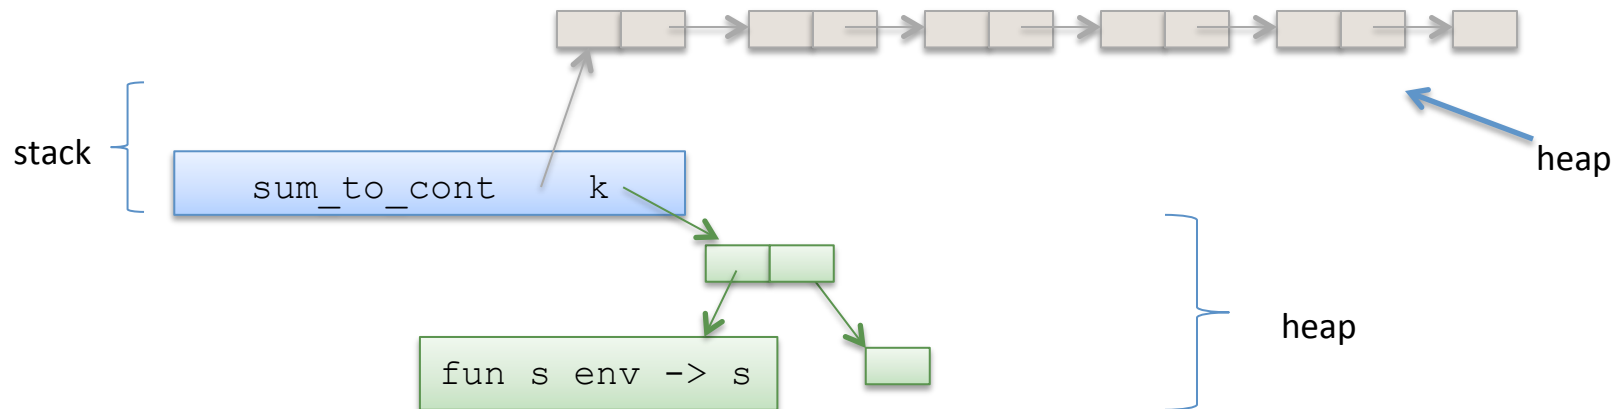 stack
heap
sum_to_cont k
heap
fun s env -> s